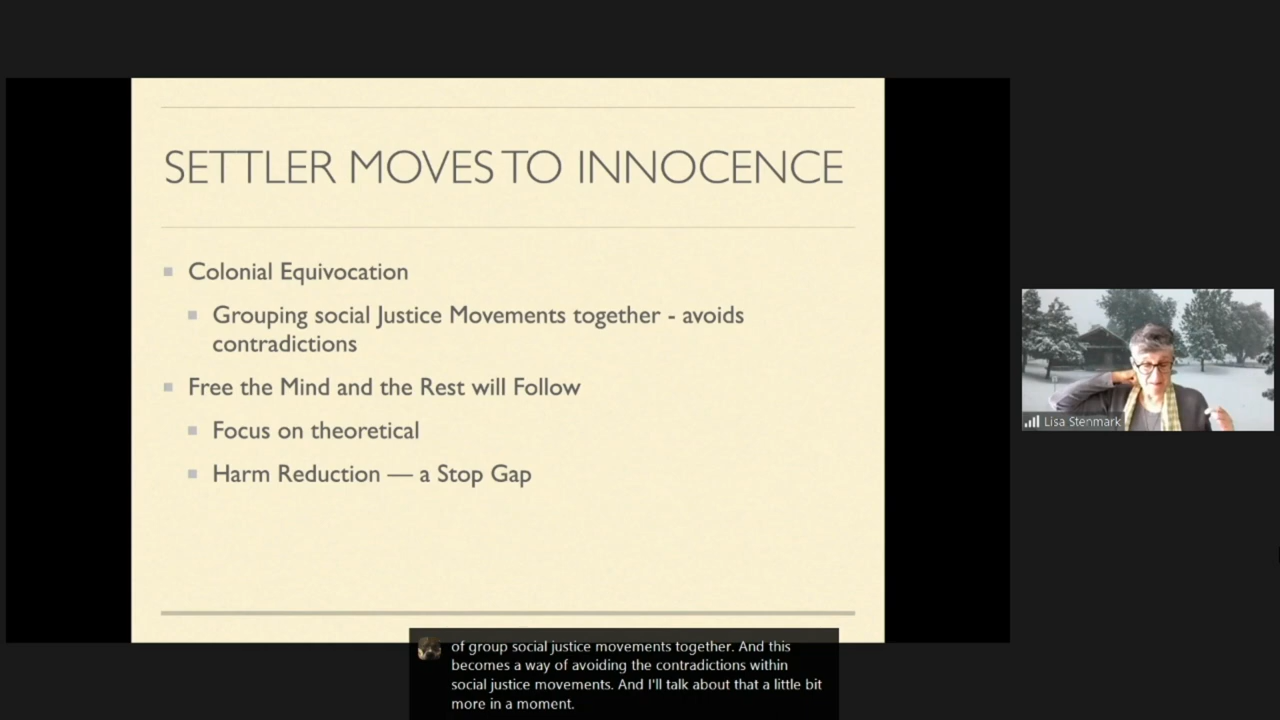 SETTLER MOVES TO INNOCENCE
Colonial Equivocation
Grouping social Justice Movements together - avoids
contradictions
Free the Mind and the Rest will Follow
Focus on theoretical
Harm Reduction — a Stop Gap
Lisa Stenmark
of group social justice movements together. And this
becomes a way of avoiding the contradictions within
social justice movements. And I'll talk about that a little bit
more in a moment.